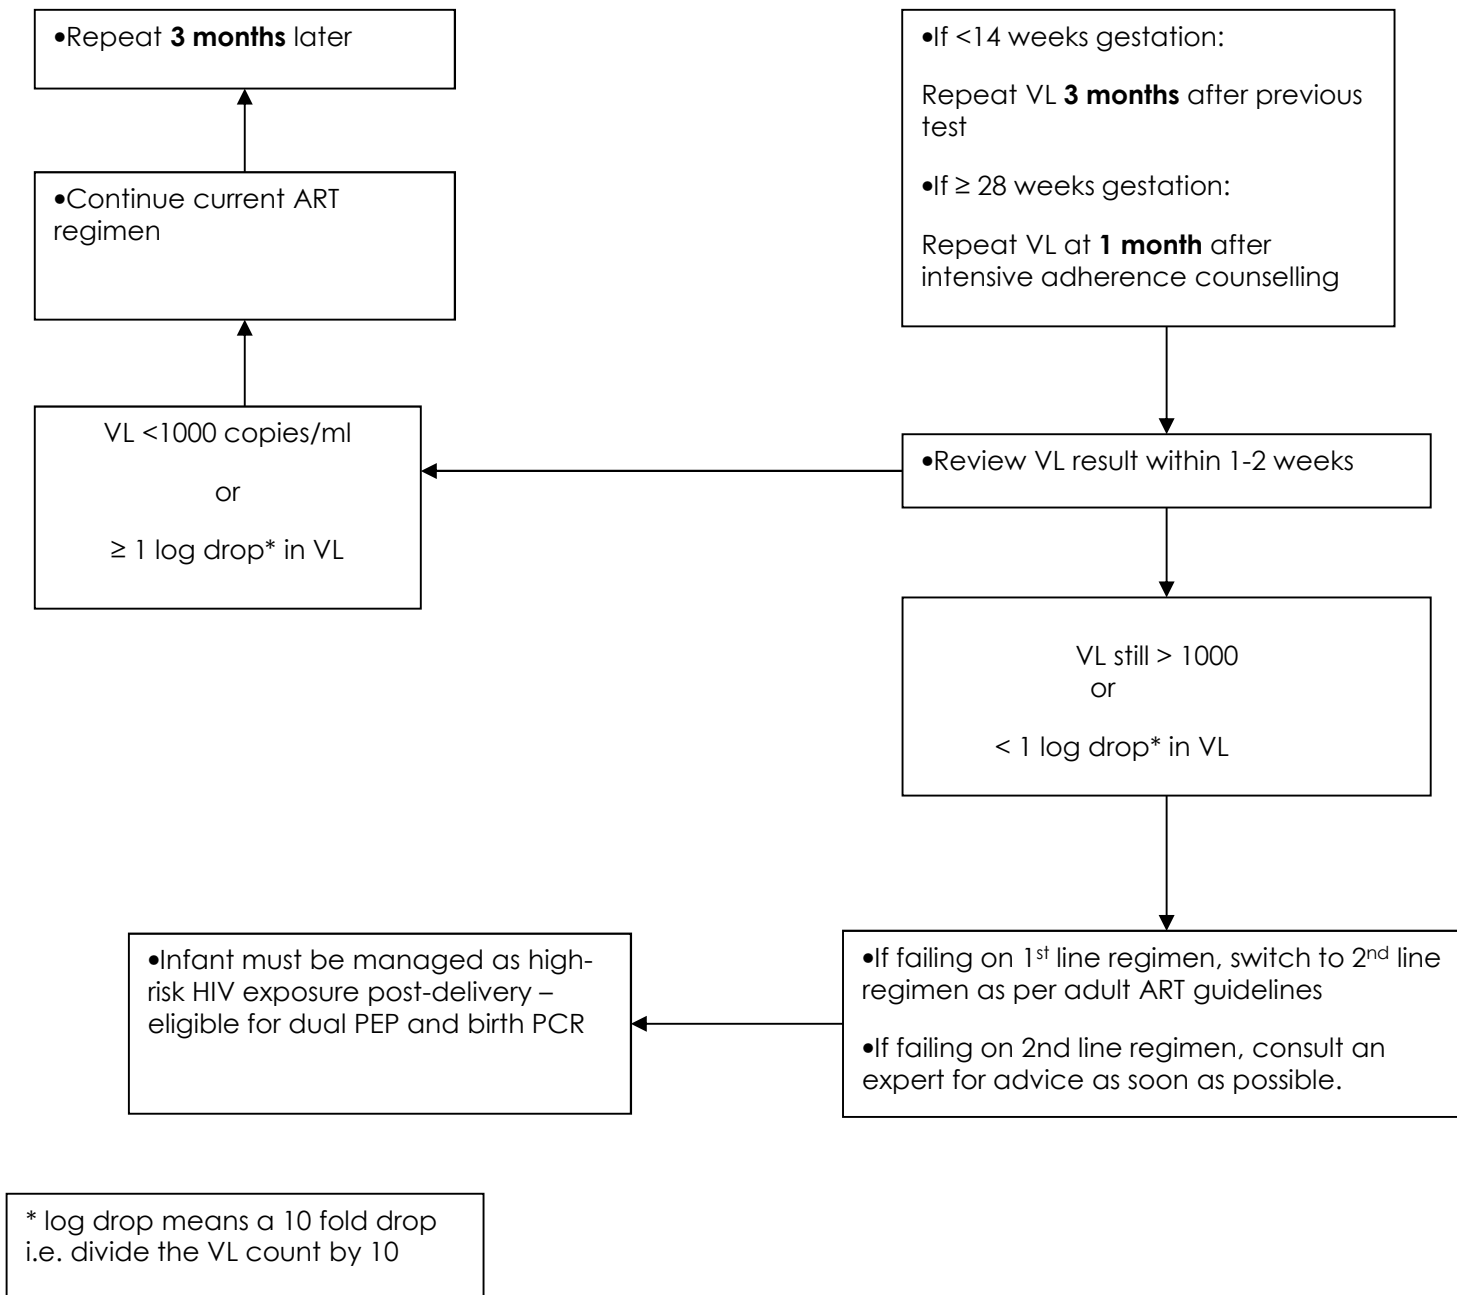 •Repeat 3 months later
•Continue current ART
regimen
VL <1000 copies/ml
or
≥ 1 log drop* in VL
•If <14 weeks gestation:
Repeat VL 3 months after previous
test
•If ≥ 28 weeks gestation:
Repeat VL at 1 month after
intensive adherence counselling
•Review VL result within 1-2 weeks
VL still > 1000
or
< 1 log drop* in VL
•If failing on 1st line regimen, switch to 2nd line
regimen as per adult ART guidelines
•If failing on 2nd line regimen, consult an
expert for advice as soon as possible.
•Infant must be managed as high-
risk HIV exposure post-delivery –
eligible for dual PEP and birth PCR
* log drop means a 10 fold drop
i.e. divide the VL count by 10